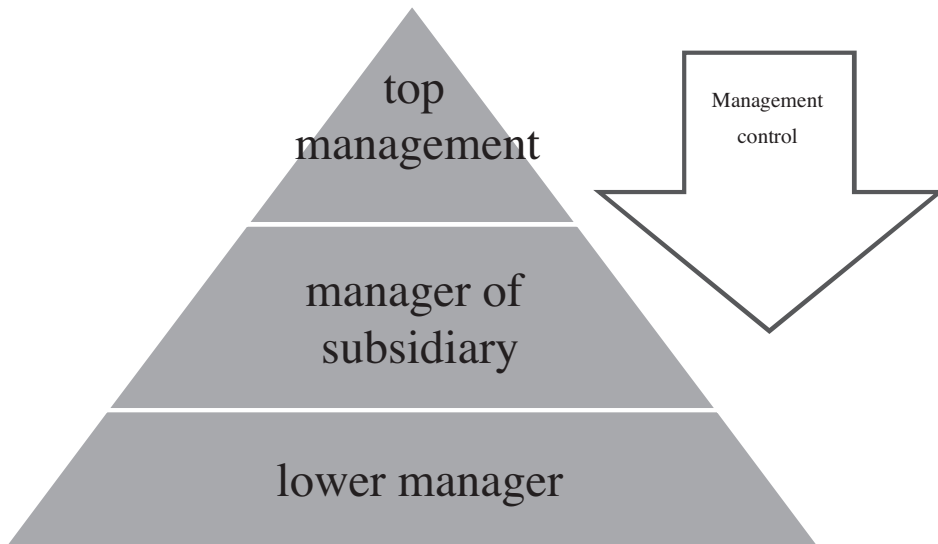 top
management
Management
control
manager of
subsidiary
lower manager